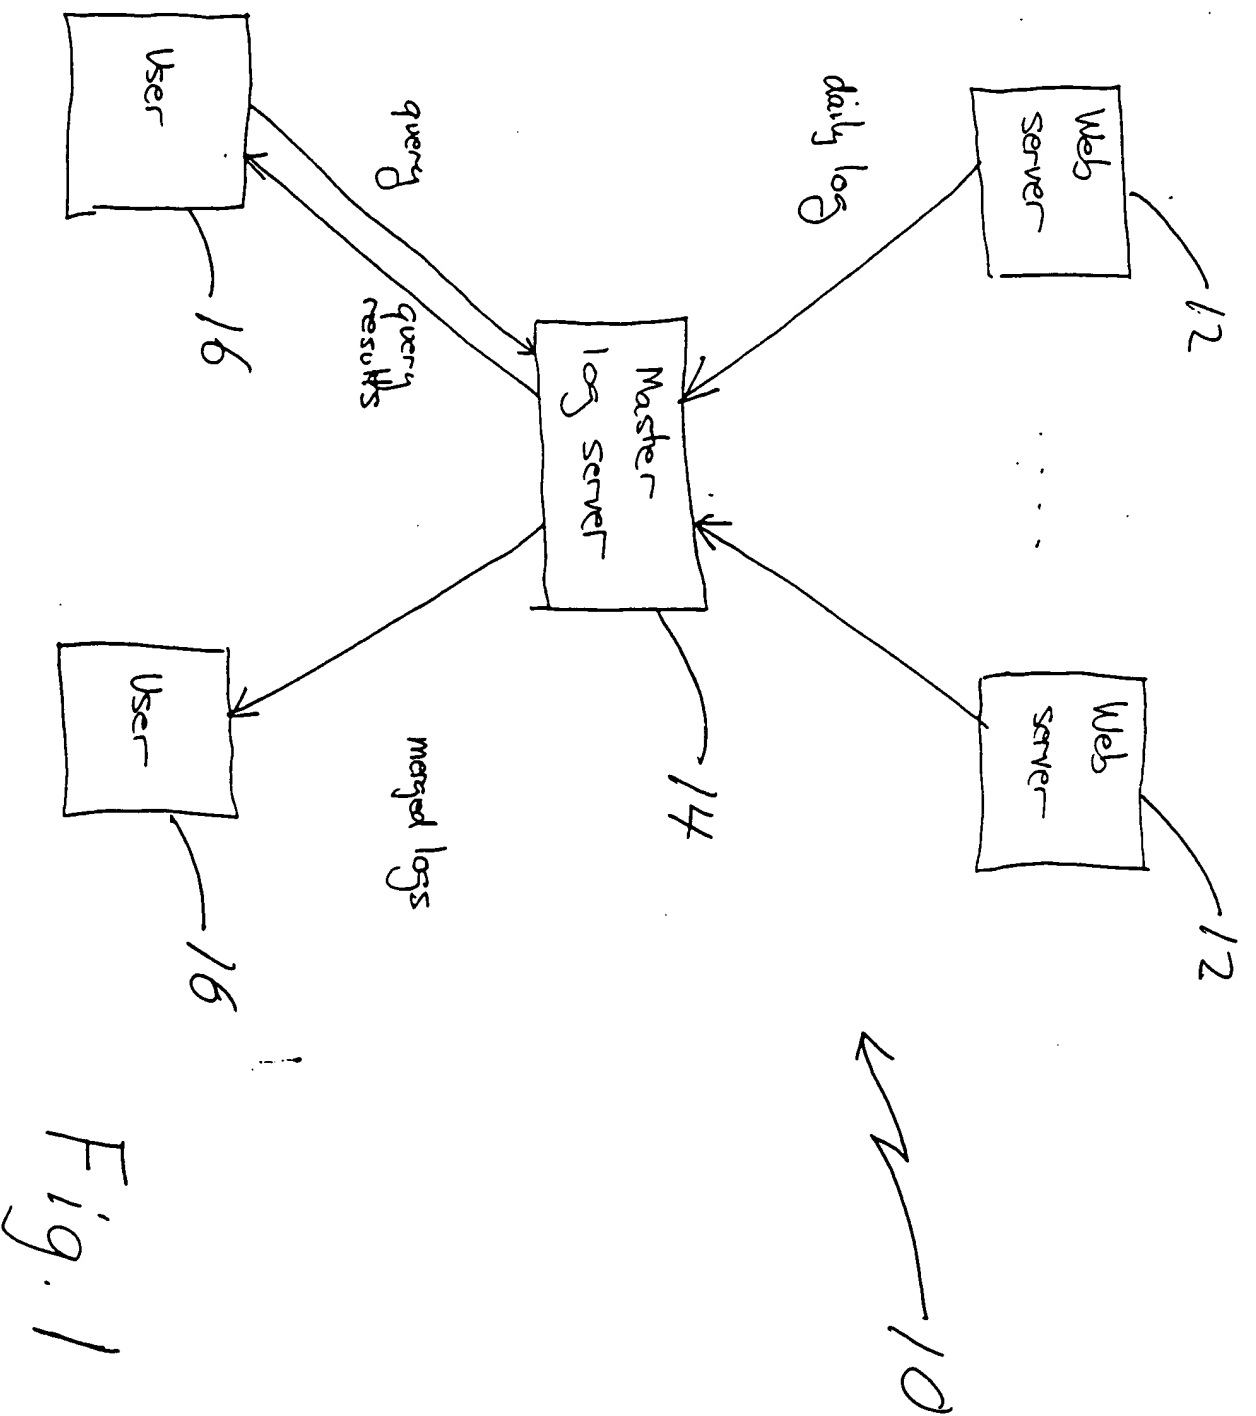 Web
server
12
Web
server
12
daily log
10
Master
log server
14
query
query
results
merged logs
User
16
User
16
Fig. 1